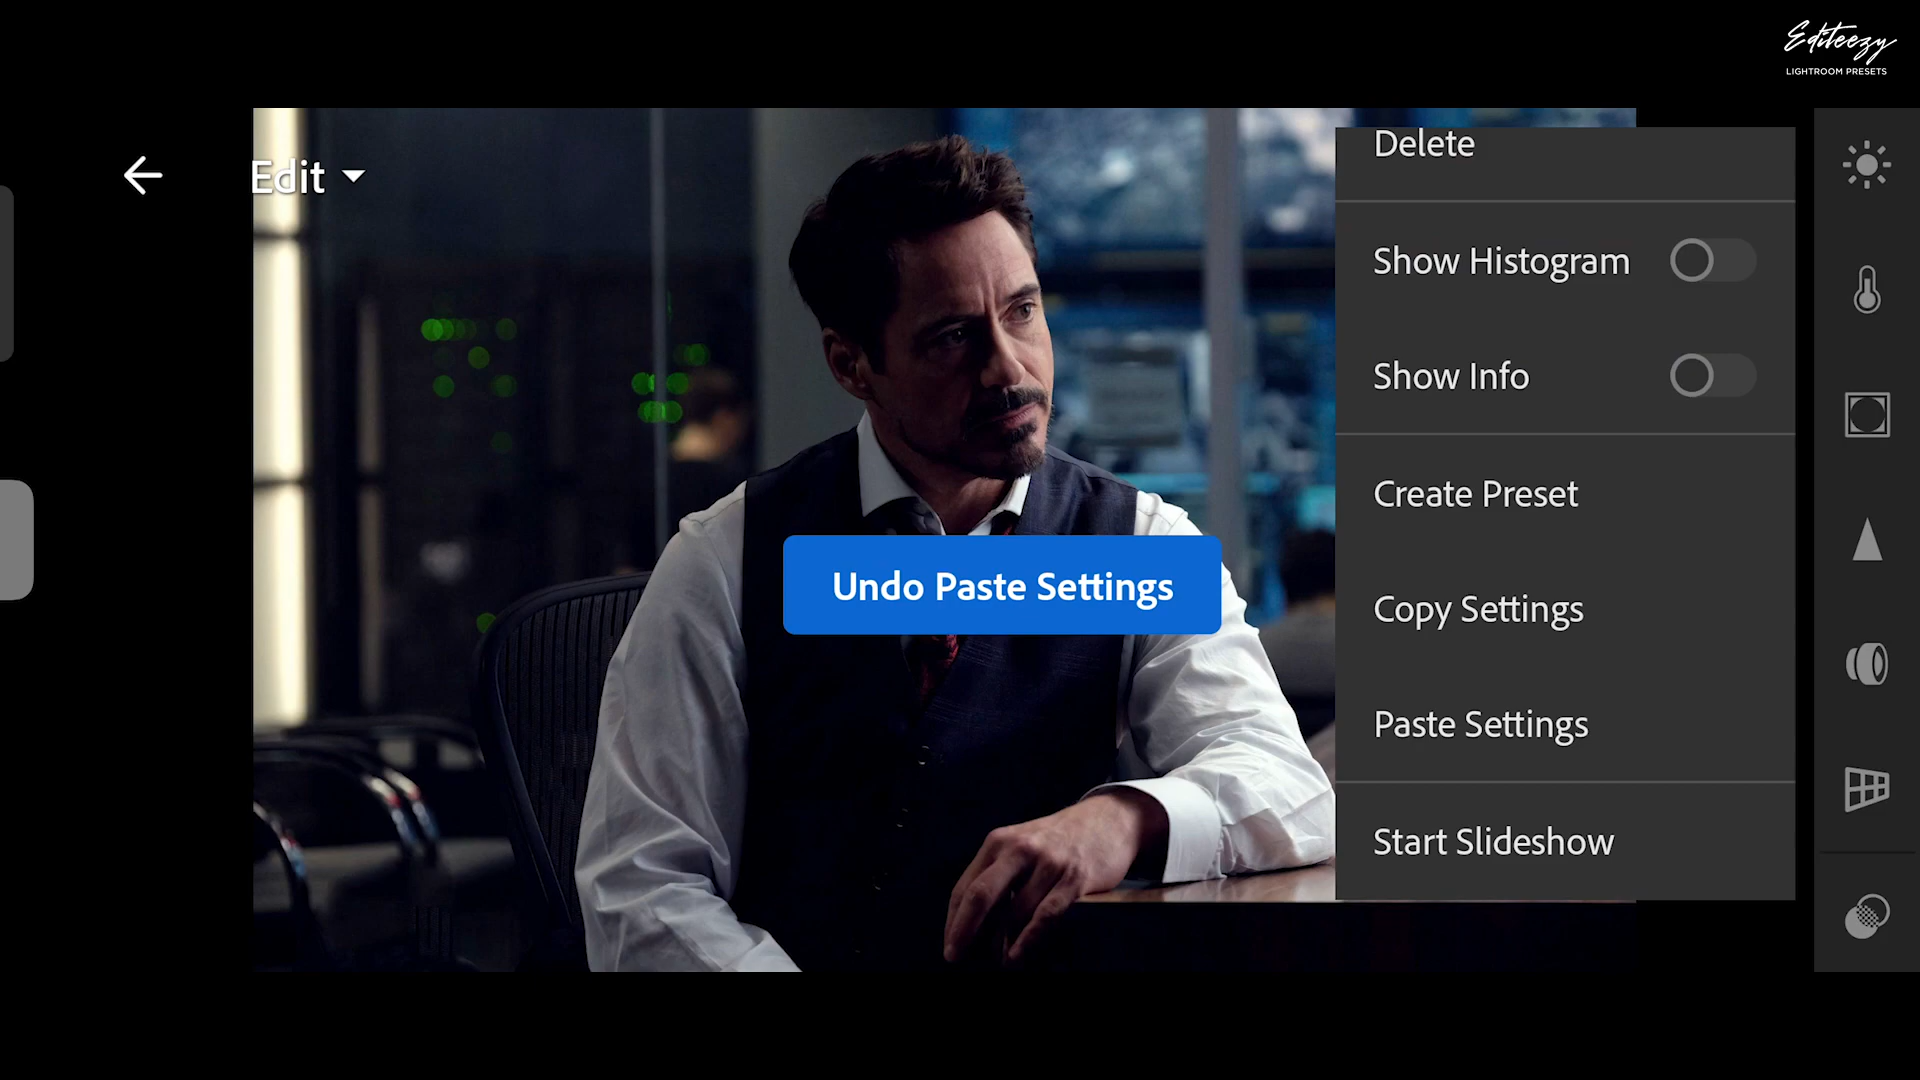 Editeezy
LIGHTROOM PRESETS
Edit
Delete
Show Histogram
Show Info
Create Preset
Undo Paste Settings
Copy Settings
Paste Settings
Start Slideshow